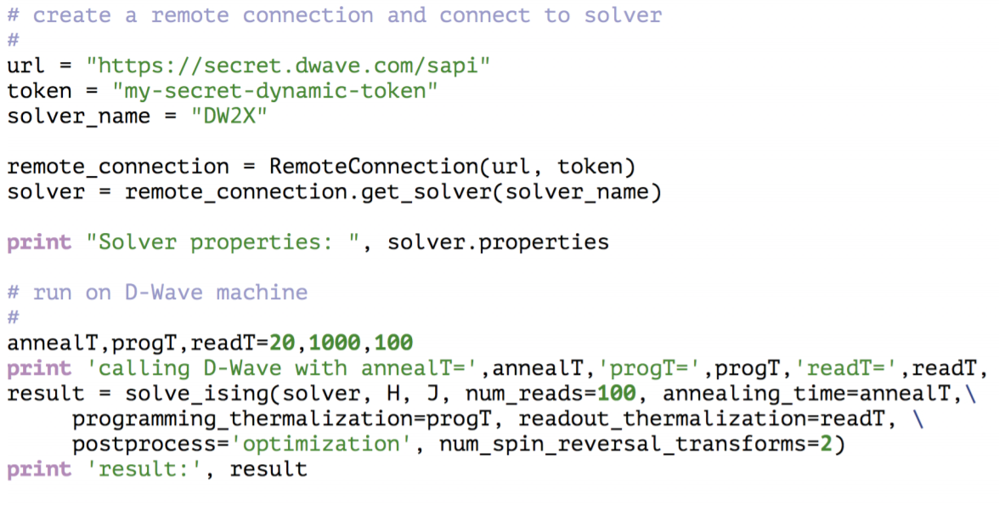 # create a remote connection and connect to solver
#
url = "https://secret.dwave.com/sapi"
token = "my-secret-dynamic-token"
solver_name = "DW2X"
remote_connection = RemoteConnection(url, token)
solver = remote_connection.get_solver(solver_name)
print "Solver properties: ", solver.properties
# run on D-Wave machine
#
annealT,progT,readT=20,1000,100
print 'calling D-Wave with annealT=',annealT,'progT=',progT,'readT=',readT,
result = solve_ising(solver, H, J, num_reads=100, annealing_time=annealT,\
     programming_thermalization=progT, readout_thermalization=readT, \
     postprocess='optimization', num_spin_reversal_transforms=2)
print 'result:', result